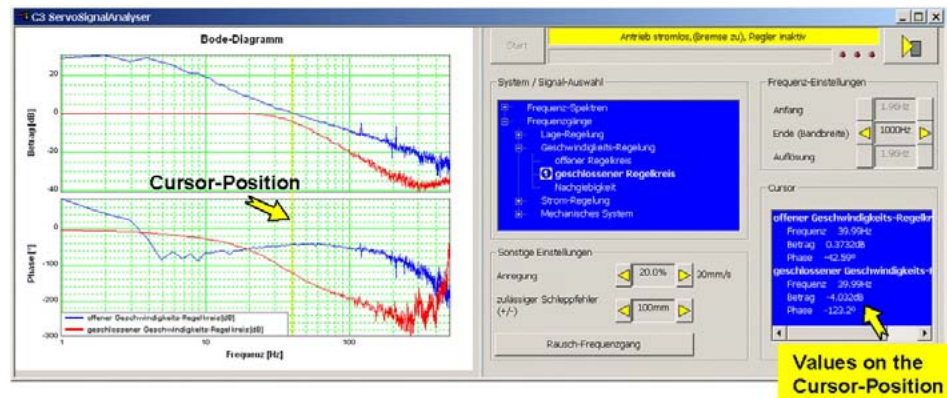 C3 ServoSignalAnalyser
Bode-Diagramm
20
0
-20
-40
Betrag[dB]
Cursor-Position
0
-100
-200
-300
Phase [°]
offener Geschwindigkeits-Regelkreis[dB]
geschlossener Geschwindigkeits-Regelkreis[dB]
1
10
100
Frequenz [Hz]
Start
Antrieb stromlos,(Bremse zu), Regler inaktiv
System / Signal-Auswahl
Frequenz-Spektren
Frequenzgänge
Lage-Regelung
Geschwindigkeits-Regelung
offener Regelkreis
geschlossener Regelkreis
Nachgiebigkeit
Strom-Regelung
Mechanisches System
Frequenz-Einstellungen
Anfang
1.96Hz
Ende (Bandbreite)
1000Hz
Auflösung
1.96Hz
Sonstige Einstellungen
Anregung
20.0%
20mm/s
zulässiger Schleppfehler
(+/-)
100mm
Rausch-Frequenzgang
Cursor
offener Geschwindigkeits-Regelkr
Frequenz 39.99Hz
Betrag 0.3732dB
Phase -42.59°
geschlossener Geschwindigkeits-
Frequenz 39.99Hz
Betrag -4.032dB
Phase -123.2°
Values on the
Cursor-Position